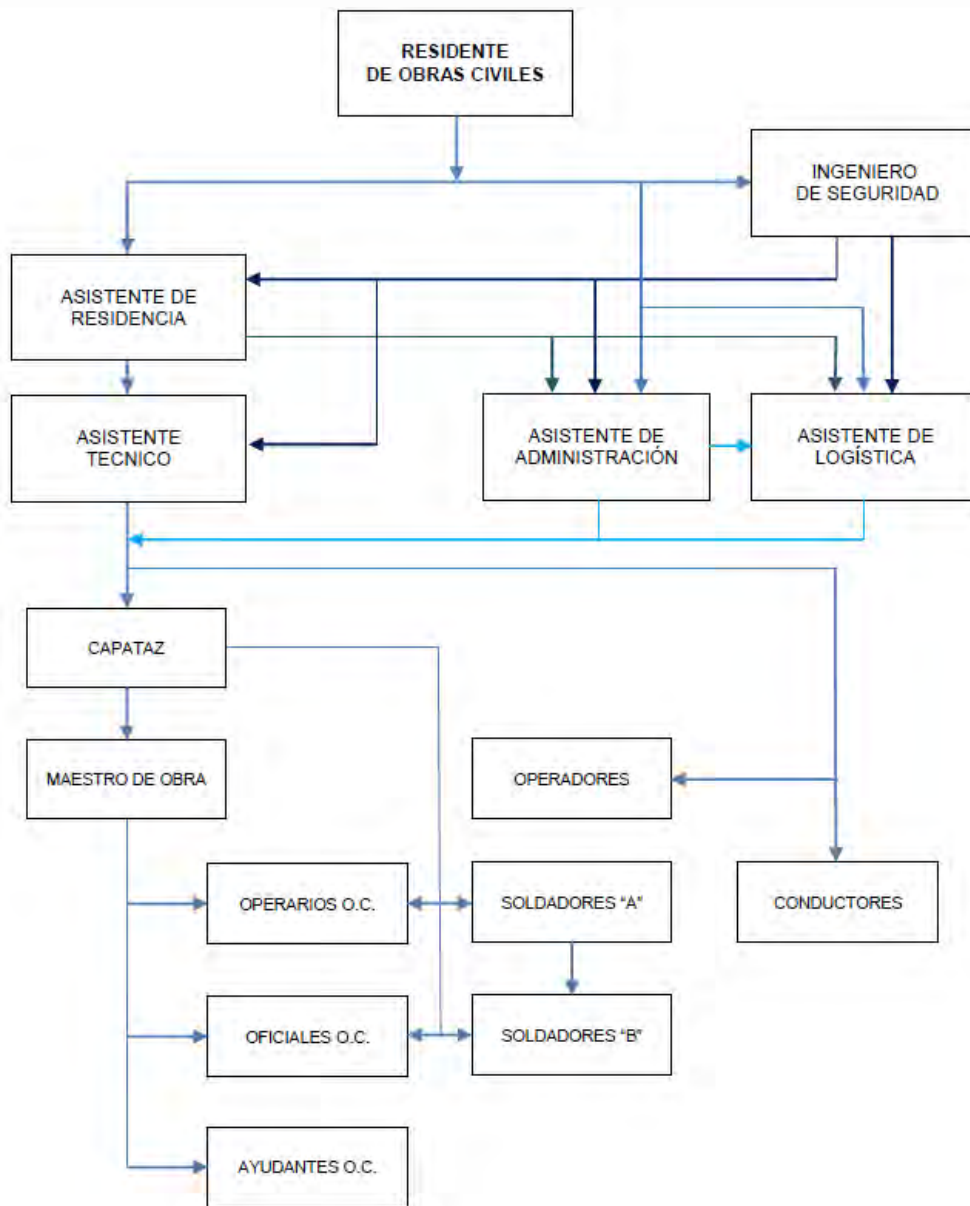 RESIDENTE
DE OBRAS CIVILES
INGENIERO
DE SEGURIDAD
ASISTENTE DE
RESIDENCIA
ASISTENTE
TECNICO
ASISTENTE DE
ADMINISTRACIÓN
ASISTENTE DE
LOGÍSTICA
CAPATAZ
MAESTRO DE OBRA
OPERADORES
OPERARIOS O.C.
SOLDADORES "A"
CONDUCTORES
OFICIALES O.C.
SOLDADORES "B"
AYUDANTES O.C.